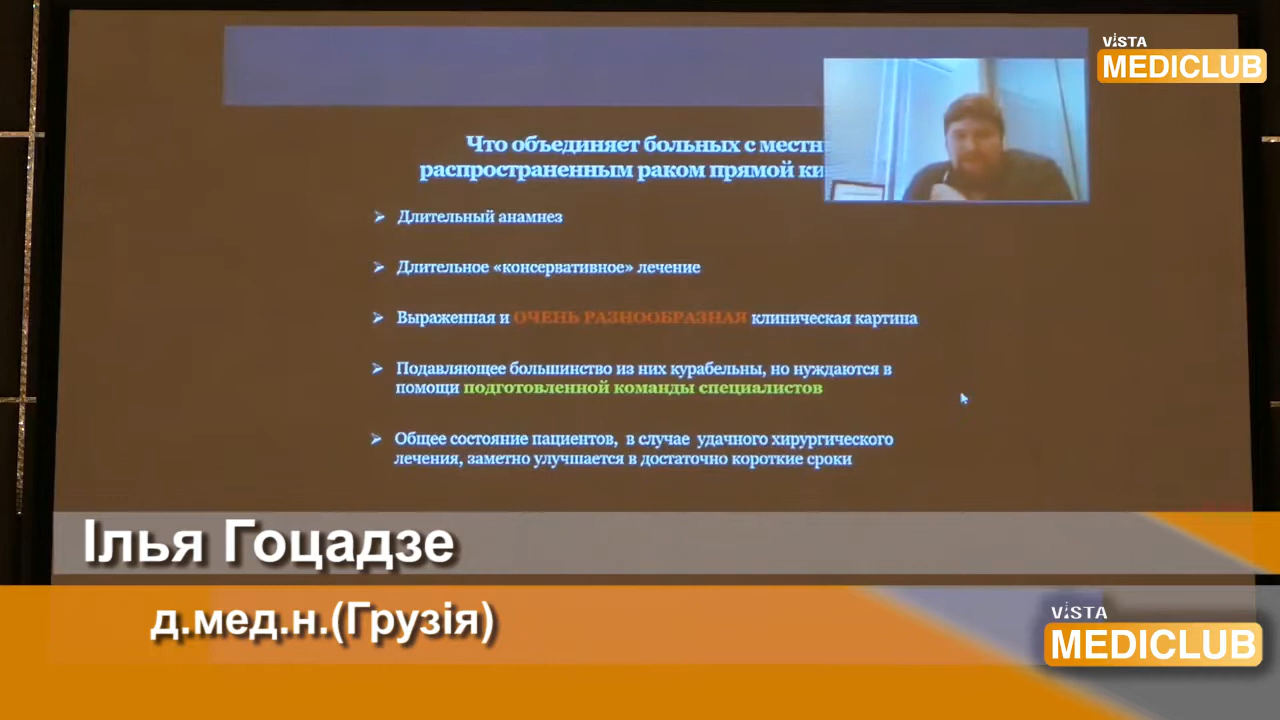 VISTA
MEDICLUB
Что объединяет больных с местн
распространенным раком прямой ки
➢ Длительный анамнез
➢ Длительное «консервативное» лечение
➢ Выраженная и ОЧЕНЬ РАЗНООБРАЗНАЯ клиническая картина
➢ Подавляющее большинство из них курабельны, но нуждаются в
помощи подготовленной команды специалистов
➢ Общее состояние пациентов, в случае удачного хирургического
лечения, заметно улучшается в достаточно короткие сроки
Ілья Гоцадзе
д.мед.н.(Грузія)
VISTA
MEDICLUB